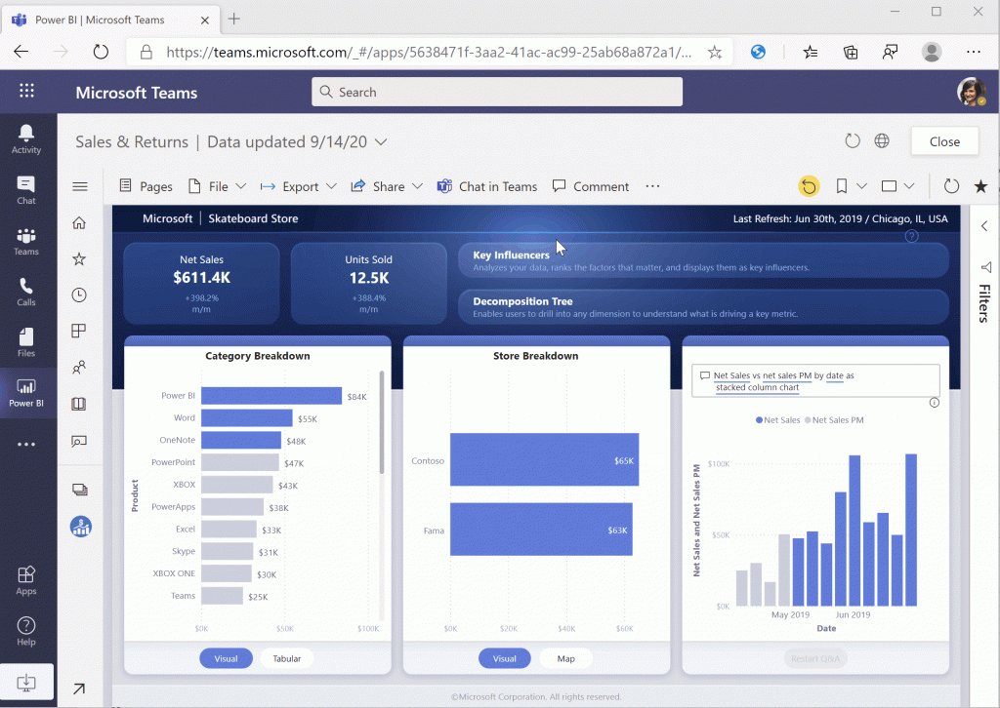 Power BI | Microsoft Teams
https://teams.microsoft.com/_#/apps/5638471f-3aa2-41ac-ac99-25ab68a872a1/...
Microsoft Teams
Search
Activity
Chat
Teams
Calls
Files
Power BI
Apps
Help
Sales & Returns | Data updated 9/14/20
Close
Pages File Export Share Chat in Teams Comment
Microsoft | Skateboard Store
Last Refresh: Jun 30th, 2019 / Chicago, IL, USA
Net Sales
$611.4K
+398.2%
m/m
Units Sold
12.5K
+388.4%
m/m
Key Influencers
Analyzes your data, ranks the factors that matter, and displays them as key influencers.
Decomposition Tree
Enables users to drill into any dimension to understand what is driving a key metric.
Filters
Category Breakdown
Product
Power BI $84K
Word $55K
OneNote $48K
PowerPoint $47K
XBOX $43K
PowerApps $38K
Excel $33K
Skype $31K
XBOX ONE $30K
Teams $25K
$0K $50K $100K
Visual Tabular
Store Breakdown
Contoso $65K
Fama $63K
$0K $20K $40K $60K
Visual Map
Net Sales vs net sales PM by date as
stacked column chart
Net Sales Net Sales PM
Net Sales and Net Sales PM
$100K
$50K
$0K
May 2019 Jun 2019
Date
Restart Q&A
©Microsoft Corporation. All rights reserved.